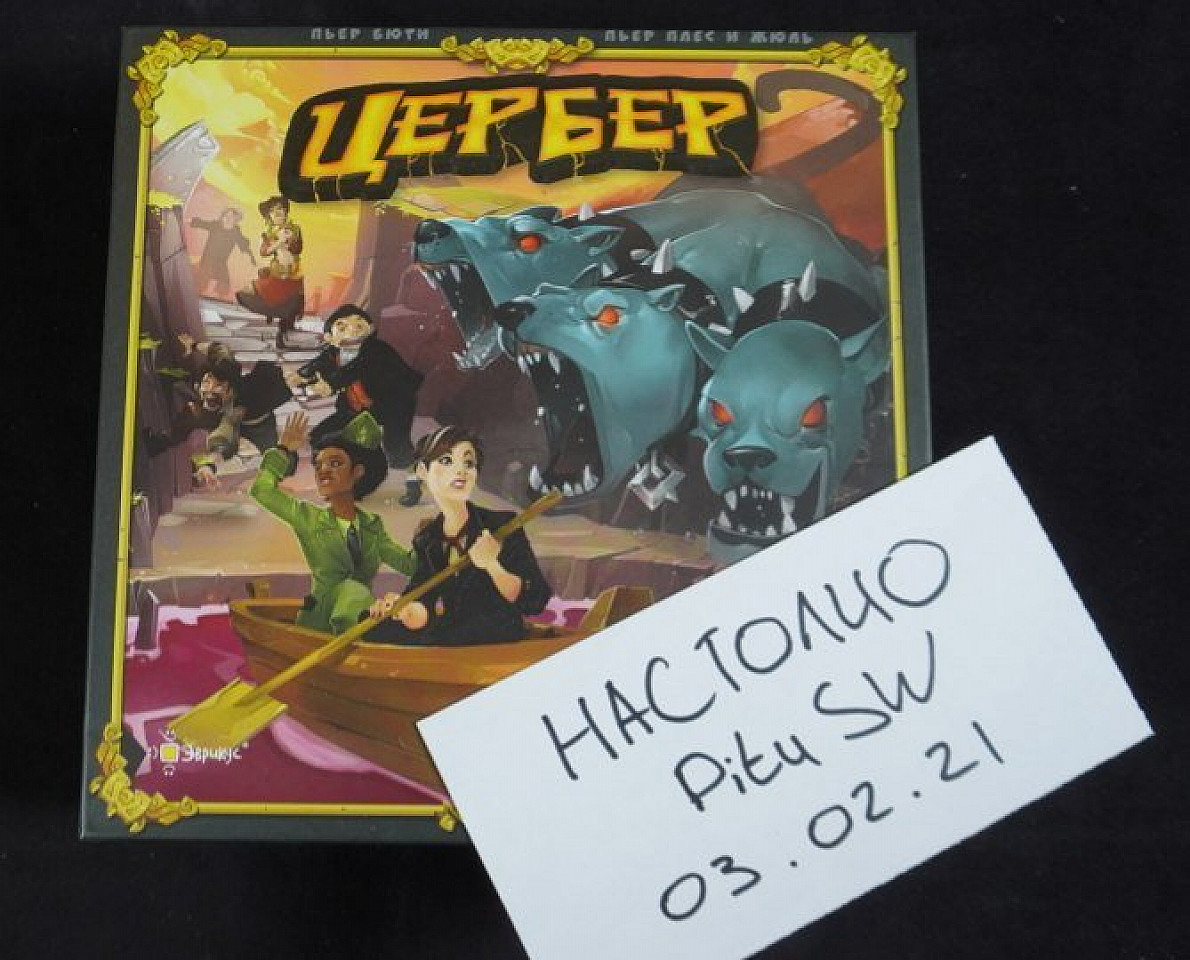 ПЬЕР БЮТИ ПЬЕР ПЛЕС И ЖЮЛЬ
ЦЕРБЕР
Эврикус
НАСТОЛИО
Pitu SW
03.02.21